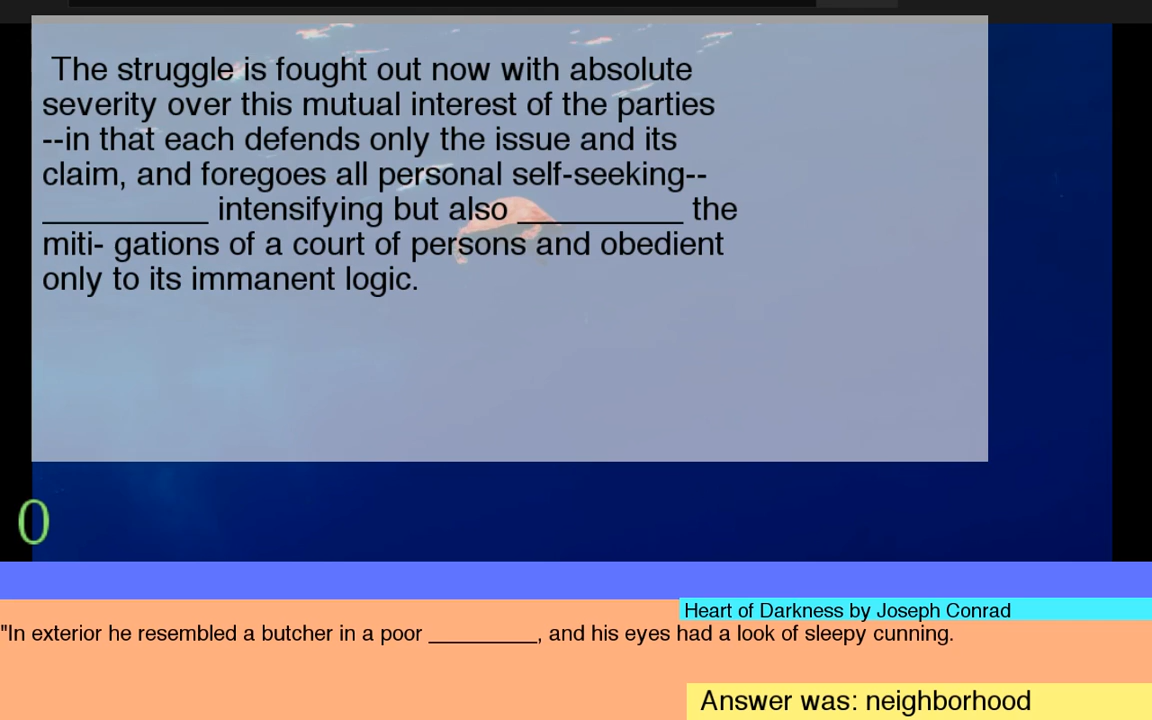 The struggle is fought out now with absolute
severity over this mutual interest of the parties
--in that each defends only the issue and its
claim, and foregoes all personal self-seeking--
__________ intensifying but also __________ the
miti- gations of a court of persons and obedient
only to its immanent logic.
0
Heart of Darkness by Joseph Conrad
"In exterior he resembled a butcher in a poor __________, and his eyes had a look of sleepy cunning.
Answer was: neighborhood